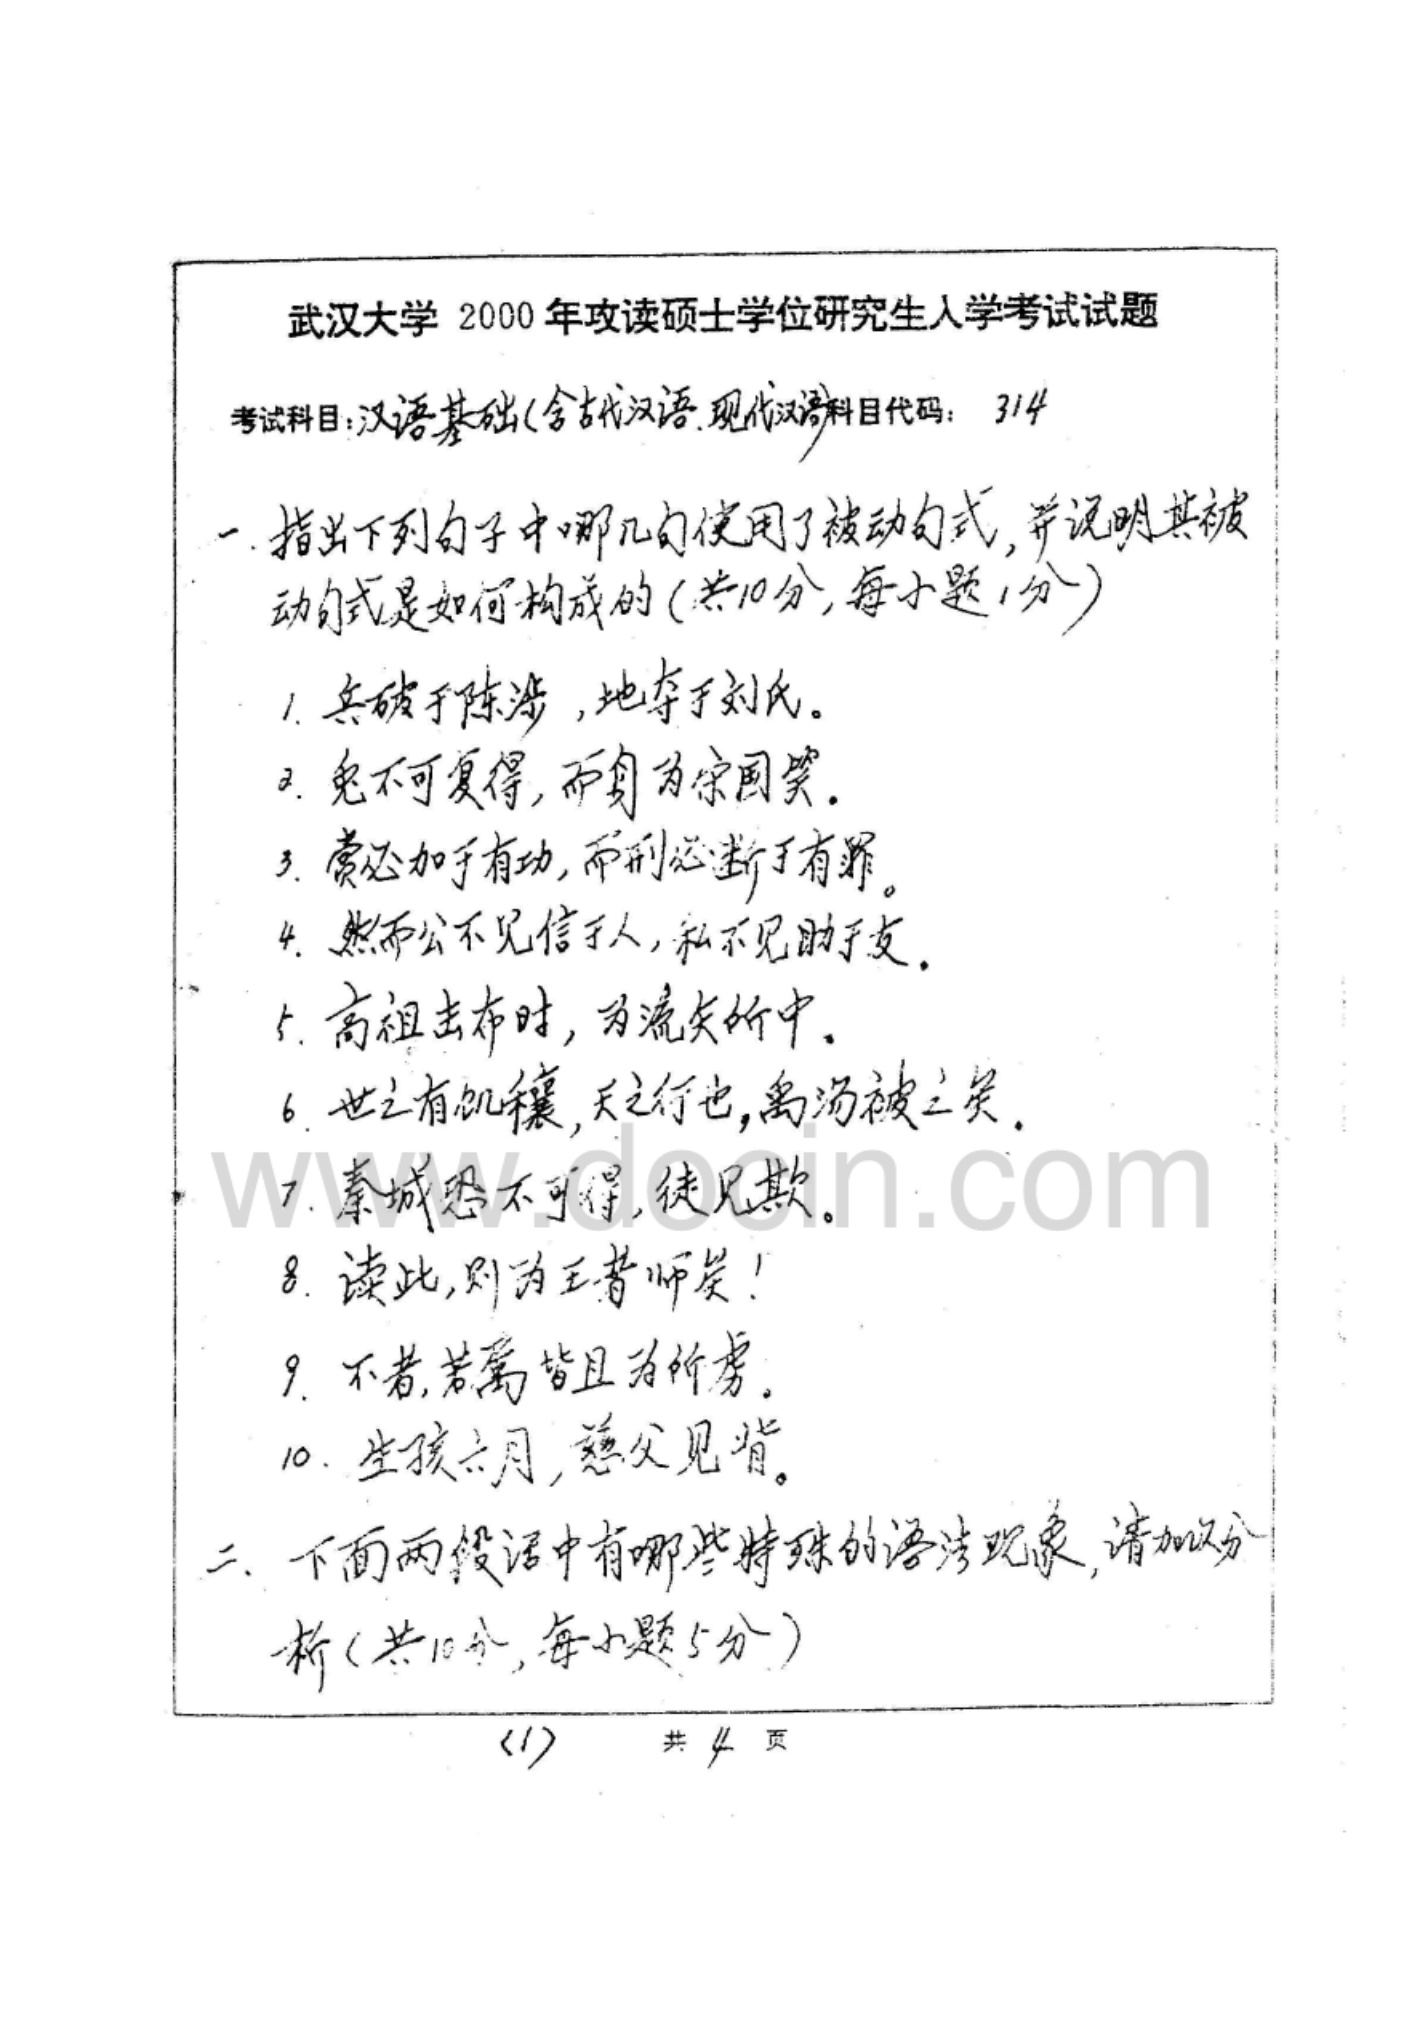 武汉大学 2000 年攻读硕士学位研究生入学考试试题
考试科目：汉语基础(含古代汉语、现代汉语)科目代码： 314
一.指出下列句子中哪几句使用了被动句式,并说明其被
动句式是如何构成的(共10分,每小题1分)
1. 兵破于陈涉,地夺于刘氏。
2. 兔不可复得,而身为宋国笑.
3. 赏必加于有功,而刑必断于有罪。
4. 然而公不见信于人,私不见助于友.
5. 高祖击布时,为流矢所中.
6. 世之有饥穰,天之行也,禹汤被之矣.
www.docin.com
7. 秦城恐不可得,徒见欺.
8. 读此,则为王者师矣!
9. 不者,若属皆且为所虏.
10. 生孩六月,慈父见背。
二、下面两段话中有哪些特殊的语法现象,请加以分
析(共10分,每小题5分)
(1) 共 4 页